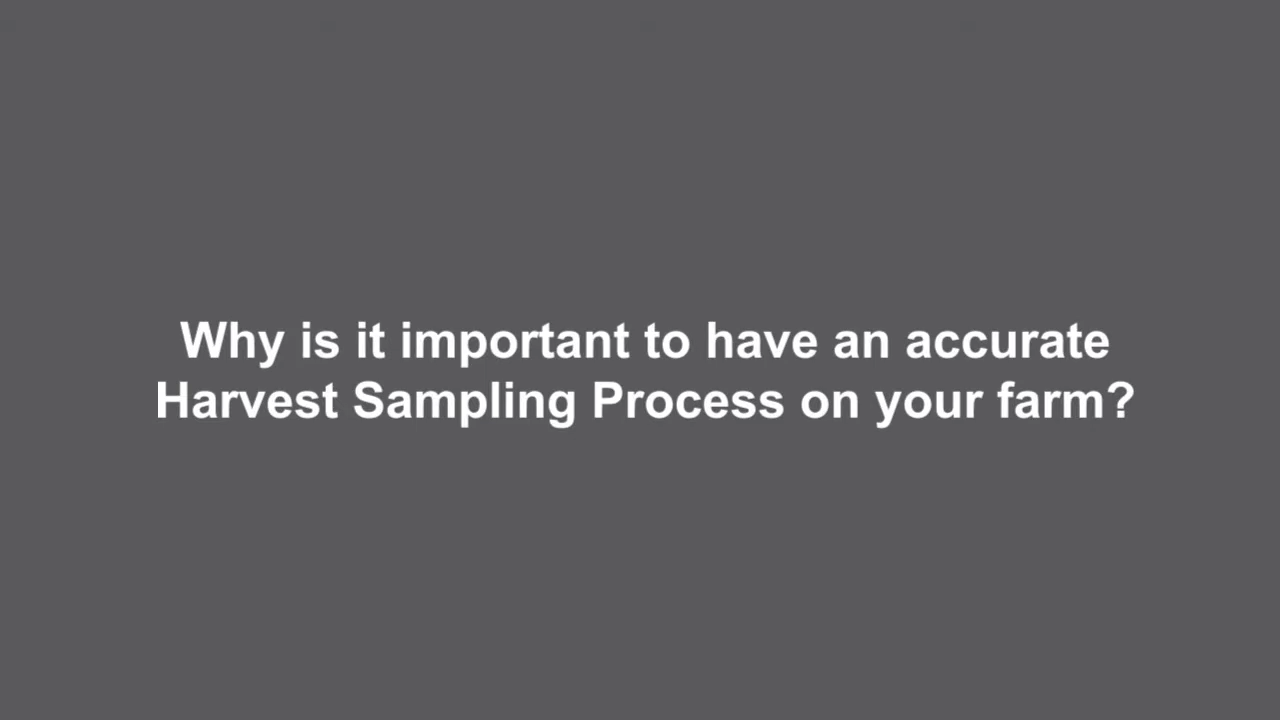 Why is it important to have an accurate
Harvest Sampling Process on your farm?